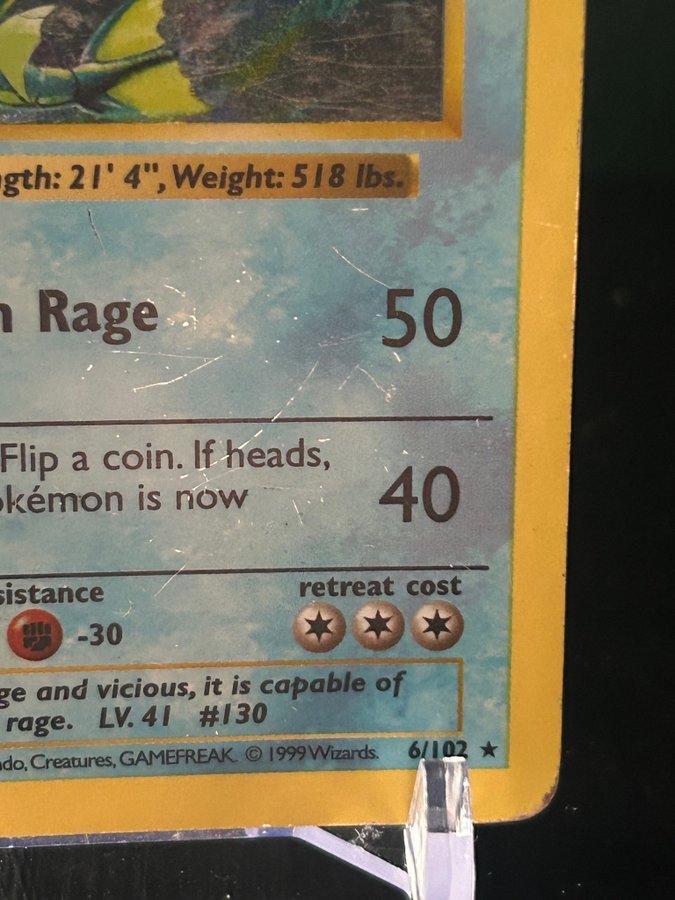 gth: 21' 4", Weight: 518 lbs.
n Rage 50
Flip a coin. If heads,
okémon is now 40
sistance retreat cost
-30
ge and vicious, it is capable of
rage. LV. 41 #130
do, Creatures, GAMEFREAK. © 1999 Wizards. 6/102 ★